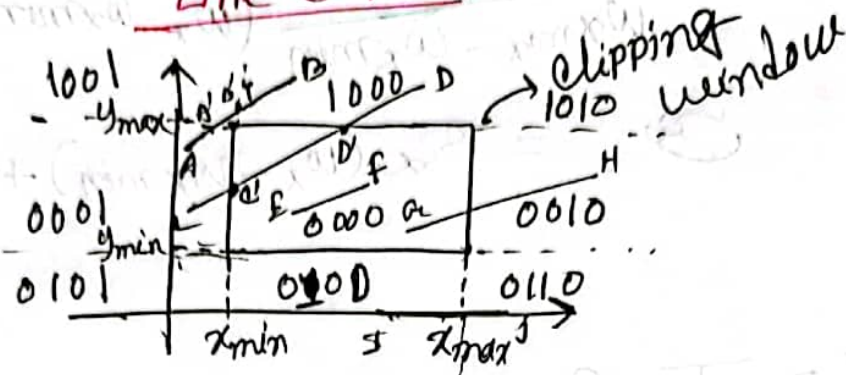 1001 B 1000 D Clipping window
ymax A' B' 1010
A D' H
C C' E F
0001 0000 G 0010
ymin
0101 0100 0110
xmin xmax